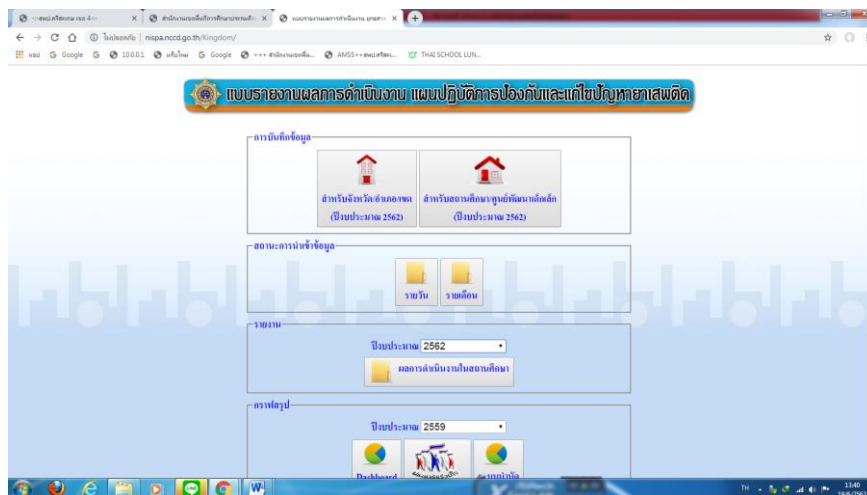 nispa.nccd.go.th/Kingdom/
Google
10.0.0.1
Google
THAI SCHOOL LUN...
แบบรายงานผลการดำเนินงาน แผนปฏิบัติการป้องกันและแก้ไขปัญหายาเสพติด
การบันทึกข้อมูล
สำหรับจังหวัด/อำเภอ/เขต
(ปีงบประมาณ 2562)
สำหรับสถานศึกษา/ศูนย์พัฒนาเด็กเล็ก
(ปีงบประมาณ 2562)
สถานะการนำเข้าข้อมูล
รายวัน
รายเดือน
รายงาน
ปีงบประมาณ 2562
ผลการดำเนินงานในสถานศึกษา
กราฟสรุป
ปีงบประมาณ 2559
Dashboard
TH
13:40